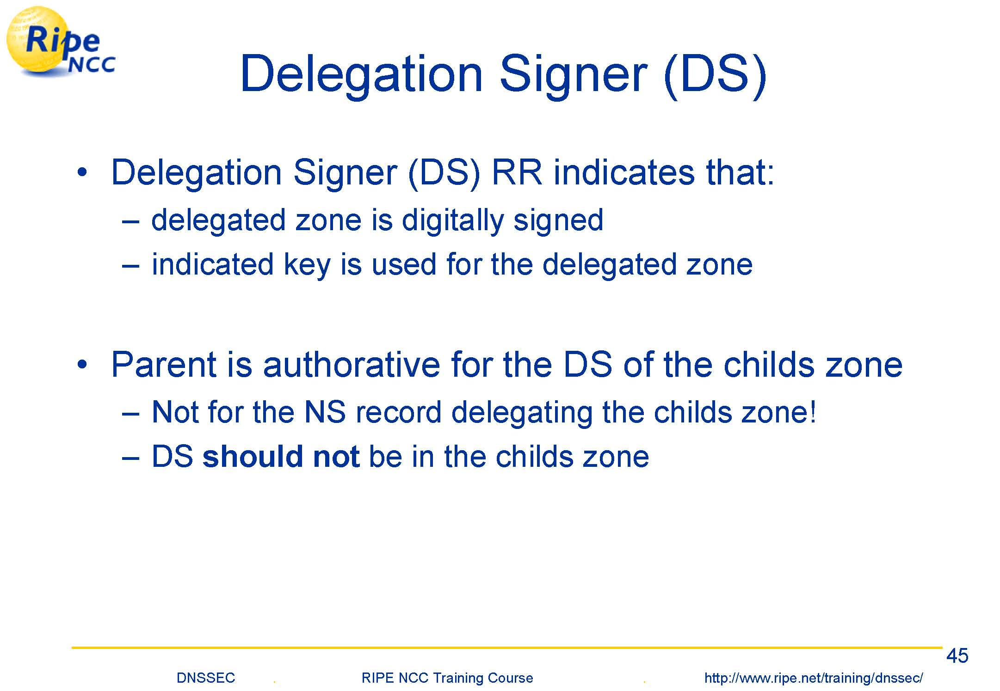 Ripe
NCC
Delegation Signer (DS)
• Delegation Signer (DS) RR indicates that:
– delegated zone is digitally signed
– indicated key is used for the delegated zone
• Parent is authorative for the DS of the childs zone
– Not for the NS record delegating the childs zone!
– DS should not be in the childs zone
45
DNSSEC . RIPE NCC Training Course . http://www.ripe.net/training/dnssec/